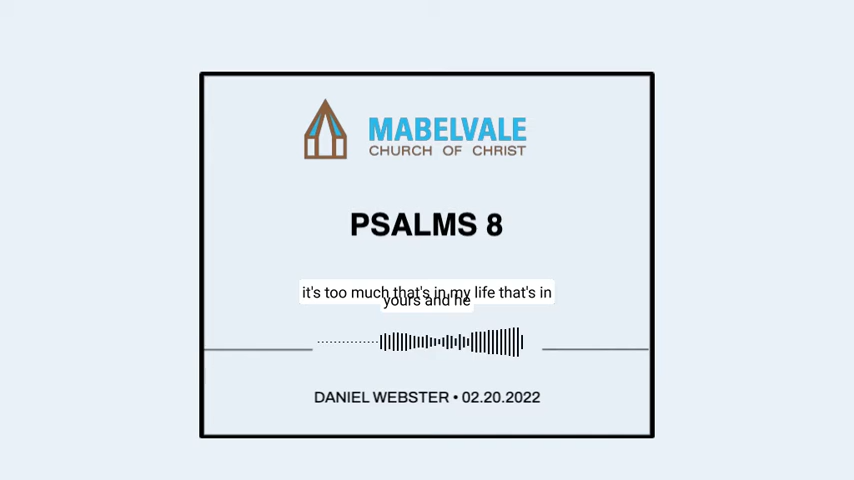 MABELVALE
CHURCH OF CHRIST
PSALMS 8
it's too much that's in my life that's in
yours and he
DANIEL WEBSTER • 02.20.2022